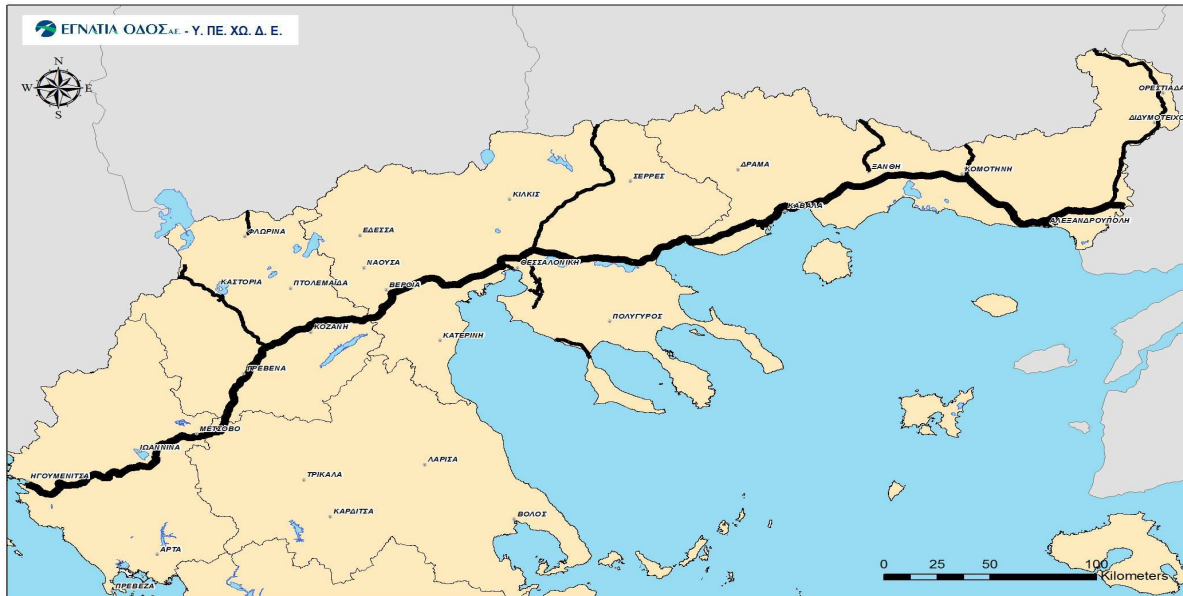 ΕΓΝΑΤΙΑ ΟΔΟΣ Α.Ε. - Υ. ΠΕ. ΧΩ. Δ. Ε.
N
W E
S
ΟΡΕΣΤΙΑΔΑ
ΔΙΔΥΜΟΤΕΙΧΟ
ΔΡΑΜΑ
ΞΑΝΘΗ
ΚΟΜΟΤΗΝΗ
ΣΕΡΡΕΣ
ΚΙΛΚΙΣ
ΚΑΒΑΛΑ
ΑΛΕΞΑΝΔΡΟΥΠΟΛΗ
ΦΛΩΡΙΝΑ
ΕΔΕΣΣΑ
ΘΕΣΣΑΛΟΝΙΚΗ
ΝΑΟΥΣΑ
ΚΑΣΤΟΡΙΑ
ΠΤΟΛΕΜΑΪΔΑ
ΒΕΡΟΙΑ
ΠΟΛΥΓΥΡΟΣ
ΚΟΖΑΝΗ
ΚΑΤΕΡΙΝΗ
ΓΡΕΒΕΝΑ
ΜΕΤΣΟΒΟ
ΙΩΑΝΝΙΝΑ
ΛΑΡΙΣΑ
ΗΓΟΥΜΕΝΙΤΣΑ
ΤΡΙΚΑΛΑ
ΚΑΡΔΙΤΣΑ
ΒΟΛΟΣ
ΑΡΤΑ
ΠΡΕΒΕΖΑ
0 25 50 100
Kilometers